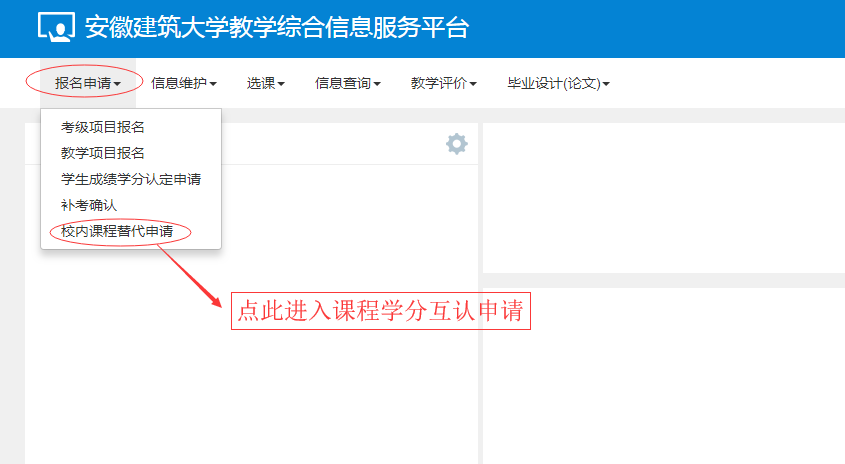 安徽建筑大学教学综合信息服务平台
报名申请 信息维护 选课 信息查询 教学评价 毕业设计(论文)
考级项目报名
教学项目报名
学生成绩学分认定申请
补考确认
校内课程替代申请
点此进入课程学分互认申请